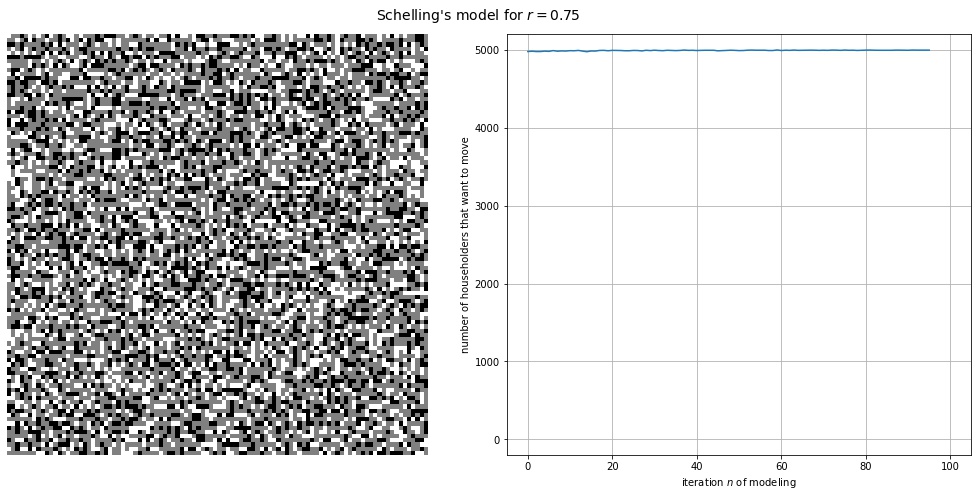 Schelling's model for r = 0.75
number of householders that want to move
5000
4000
3000
2000
1000
0
0 20 40 60 80 100
iteration n of modeling